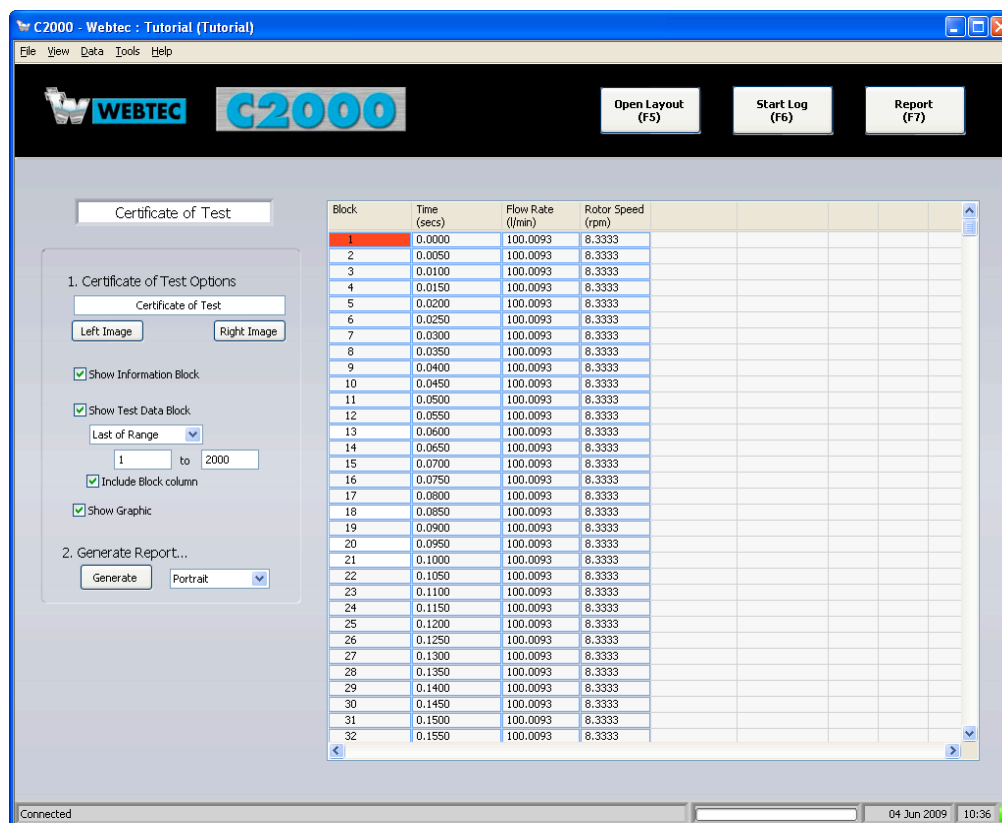 C2000 - Webtec : Tutorial (Tutorial)
File View Data Tools Help
WEBTEC C2000
Open Layout
(F5)
Start Log
(F6)
Report
(F7)
Certificate of Test
1. Certificate of Test Options
Certificate of Test
Left Image Right Image
Show Information Block
Show Test Data Block
Last of Range
1 to 2000
Include Block column
Show Graphic
2. Generate Report...
Generate Portrait
Block Time (secs) Flow Rate (l/min) Rotor Speed (rpm)
1 0.0000 100.0093 8.3333
2 0.0050 100.0093 8.3333
3 0.0100 100.0093 8.3333
4 0.0150 100.0093 8.3333
5 0.0200 100.0093 8.3333
6 0.0250 100.0093 8.3333
7 0.0300 100.0093 8.3333
8 0.0350 100.0093 8.3333
9 0.0400 100.0093 8.3333
10 0.0450 100.0093 8.3333
11 0.0500 100.0093 8.3333
12 0.0550 100.0093 8.3333
13 0.0600 100.0093 8.3333
14 0.0650 100.0093 8.3333
15 0.0700 100.0093 8.3333
16 0.0750 100.0093 8.3333
17 0.0800 100.0093 8.3333
18 0.0850 100.0093 8.3333
19 0.0900 100.0093 8.3333
20 0.0950 100.0093 8.3333
21 0.1000 100.0093 8.3333
22 0.1050 100.0093 8.3333
23 0.1100 100.0093 8.3333
24 0.1150 100.0093 8.3333
25 0.1200 100.0093 8.3333
26 0.1250 100.0093 8.3333
27 0.1300 100.0093 8.3333
28 0.1350 100.0093 8.3333
29 0.1400 100.0093 8.3333
30 0.1450 100.0093 8.3333
31 0.1500 100.0093 8.3333
32 0.1550 100.0093 8.3333
Connected 04 Jun 2009 10:36